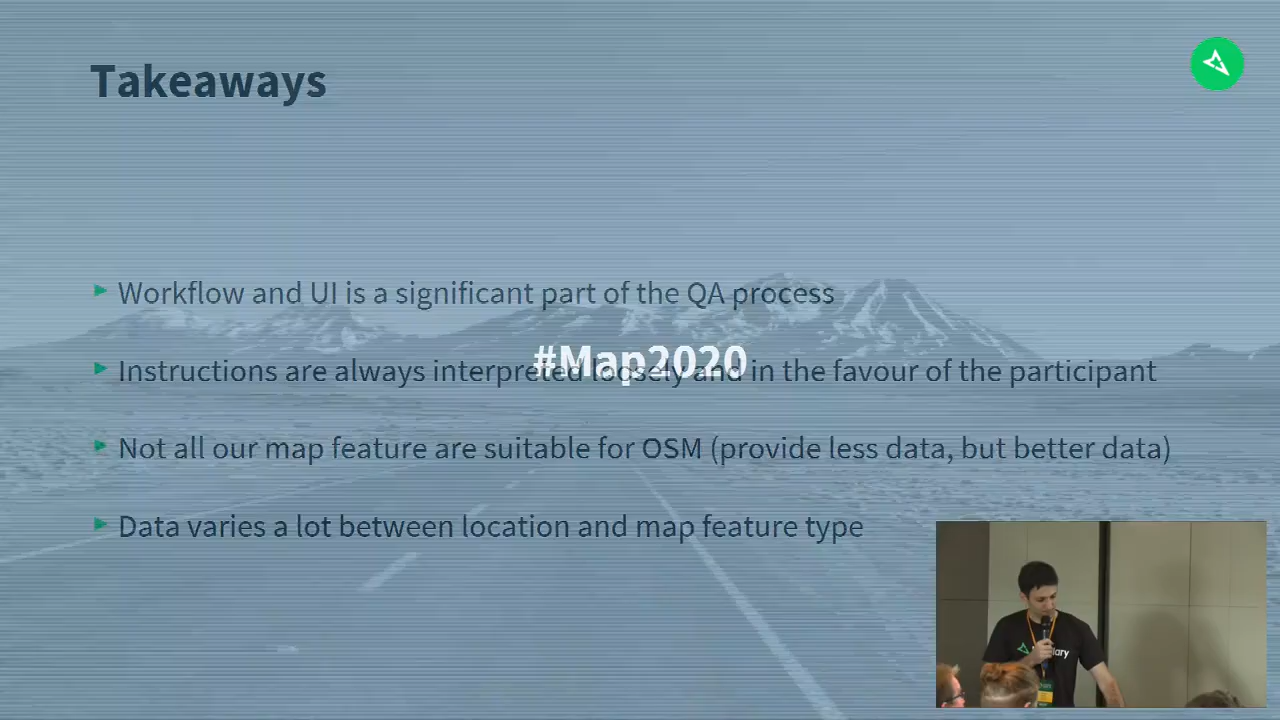 Takeaways
Workflow and UI is a significant part of the QA process
#Map2020
Instructions are always interpreted loosely and in the favour of the participant
Not all our map feature are suitable for OSM (provide less data, but better data)
Data varies a lot between location and map feature type